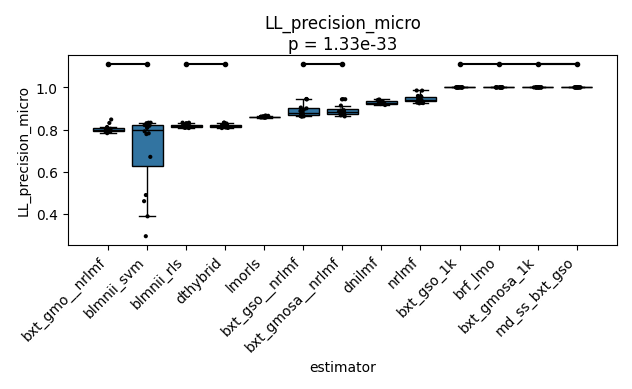 LL_precision_micro
p = 1.33e-33
LL_precision_micro
1.0
0.8
0.6
0.4
bxt_gmo__nrlmf
blmnii_svm
blmnii_rls
dthybrid
lmorls
bxt_gso__nrlmf
bxt_gmosa__nrlmf
dnilmf
nrlmf
bxt_gso_1k
brf_lmo
bxt_gmosa_1k
md_ss_bxt_gso
estimator